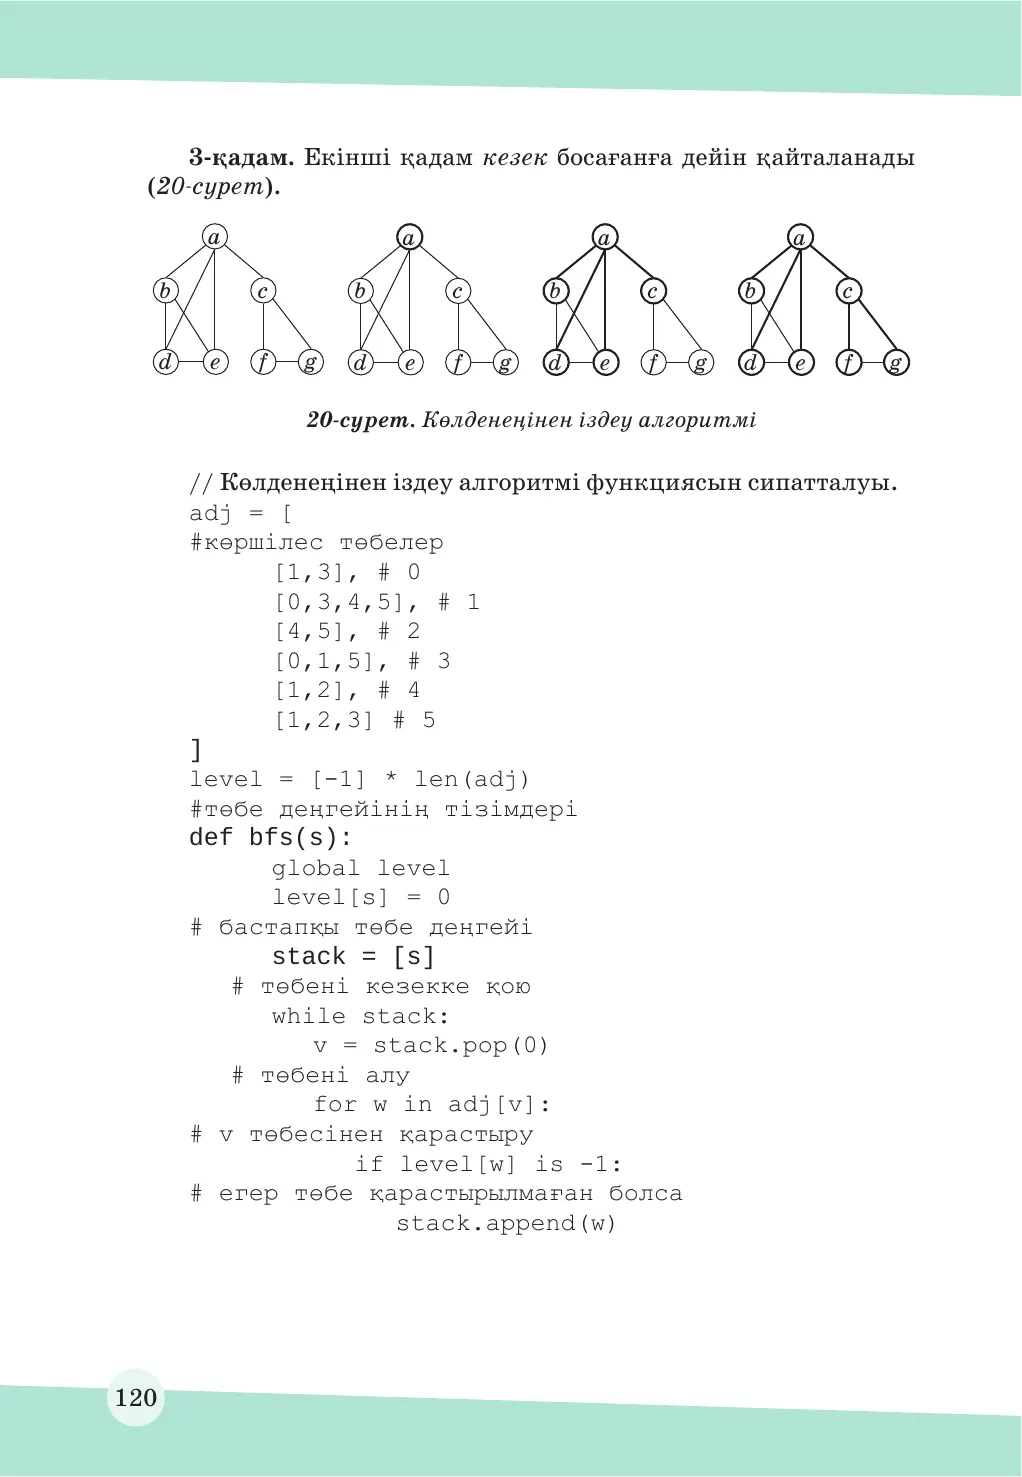 3-қадам. Екінші қадам кезек босағанға дейін қайталанады
(20-сурет).
a a a a
b c b c b c b c
d e f g d e f g d e f g d e f g
20-сурет. Көлденеңінен іздеу алгоритмі
// Көлденеңінен іздеу алгоритмі функциясын сипатталуы.
adj = [
#көршілес төбелер
[1,3], # 0
[0,3,4,5], # 1
[4,5], # 2
[0,1,5], # 3
[1,2], # 4
[1,2,3] # 5
]
level = [-1] * len(adj)
#төбе деңгейінің тізімдері
def bfs(s):
global level
level[s] = 0
# бастапқы төбе деңгейі
stack = [s]
# төбені кезекке қою
while stack:
v = stack.pop(0)
# төбені алу
for w in adj[v]:
# v төбесінен қарастыру
if level[w] is -1:
# егер төбе қарастырылмаған болса
stack.append(w)
120